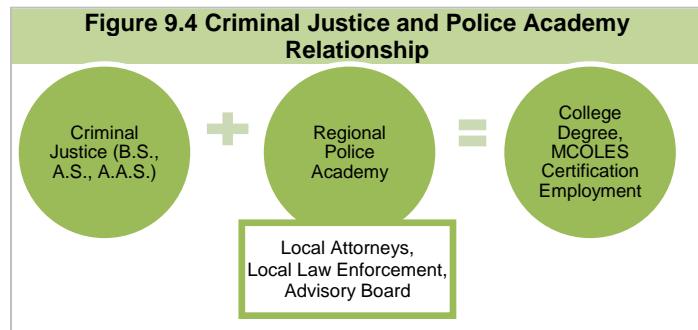 Figure 9.4 Criminal Justice and Police Academy
Relationship
Criminal
Justice (B.S.,
A.S., A.A.S.)
+
Regional
Police
Academy
=
College
Degree,
MCOLES
Certification
Employment
Local Attorneys,
Local Law Enforcement,
Advisory Board